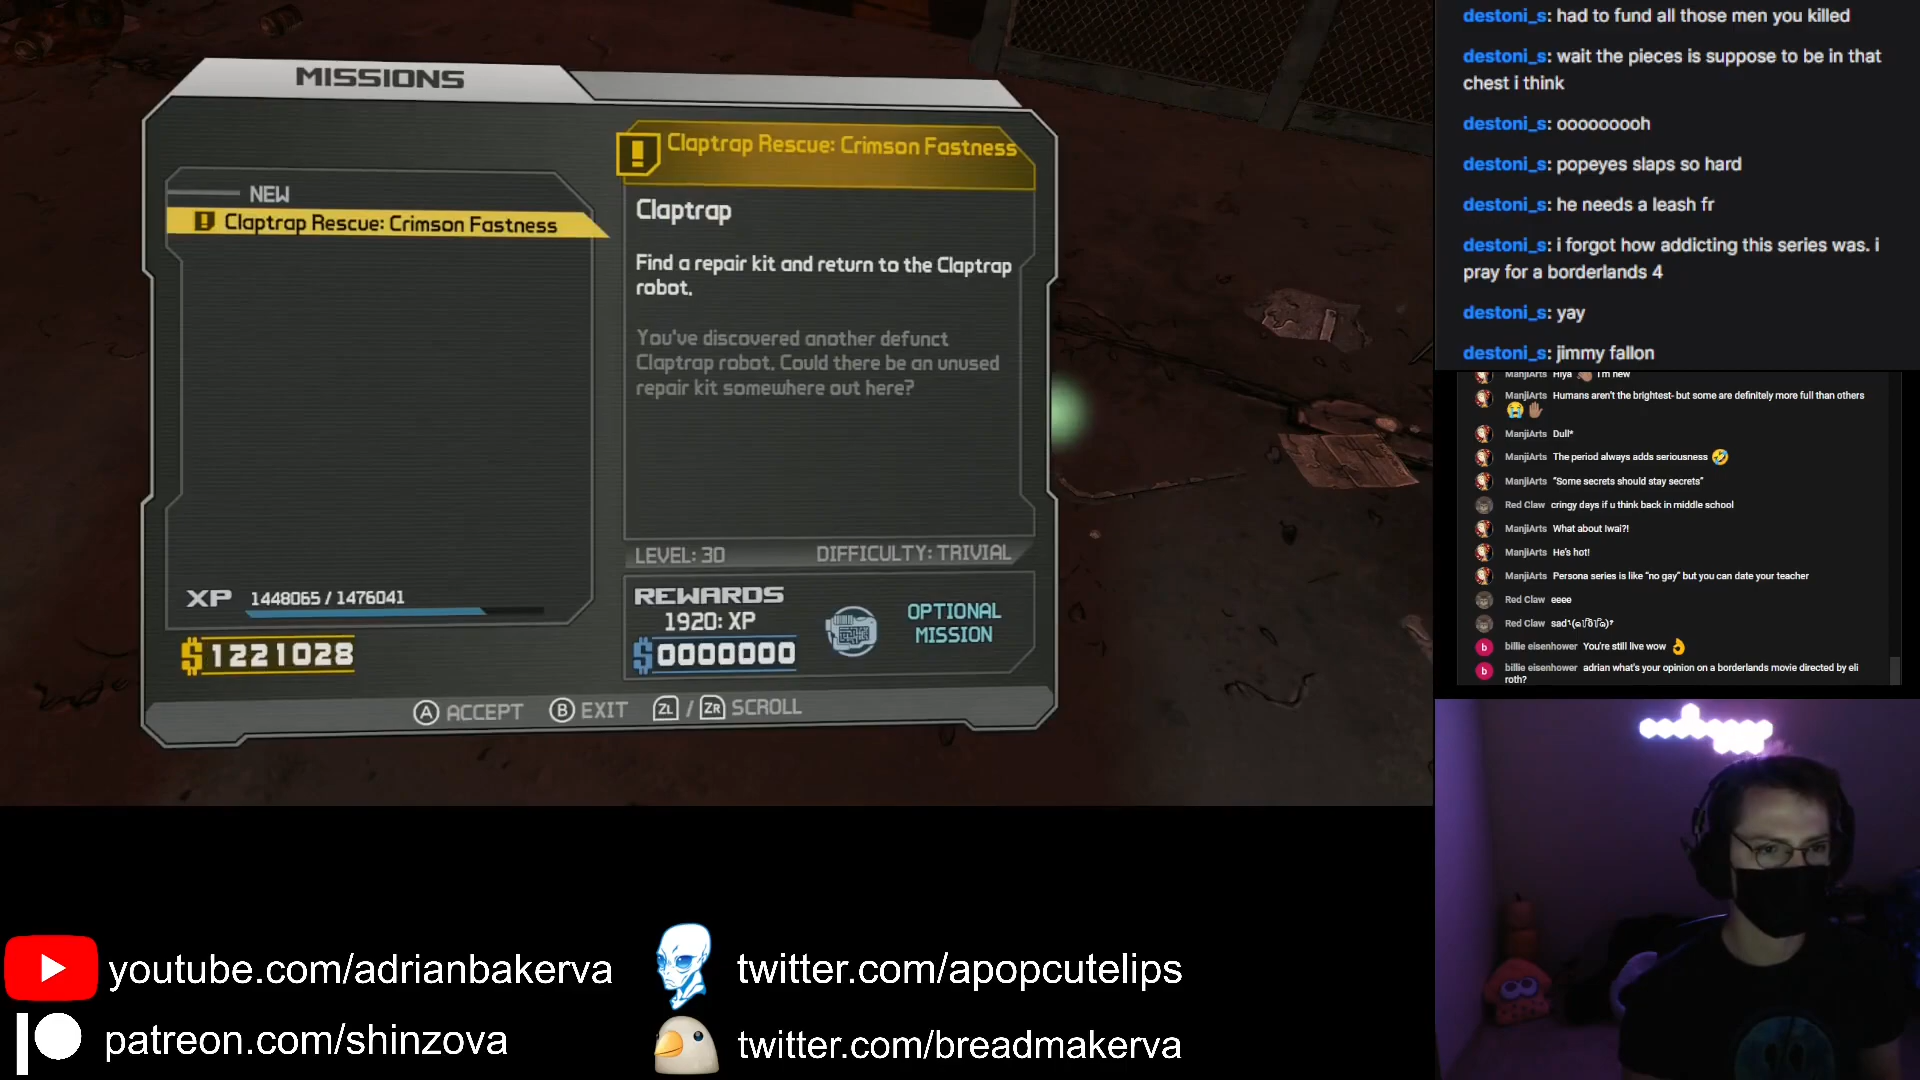 MISSIONS
NEW
Claptrap Rescue: Crimson Fastness
XP 1448065 / 1476041
$1221028
Claptrap Rescue: Crimson Fastness
Claptrap
Find a repair kit and return to the Claptrap
robot.
You've discovered another defunct
Claptrap robot. Could there be an unused
repair kit somewhere out here?
LEVEL: 30 DIFFICULTY: TRIVIAL
REWARDS
1920: XP
$0000000
OPTIONAL
MISSION
A ACCEPT B EXIT ZL / ZR SCROLL
destoni_s: had to fund all those men you killed
destoni_s: wait the pieces is suppose to be in that
chest i think
destoni_s: ooooooooh
destoni_s: popeyes slaps so hard
destoni_s: he needs a leash fr
destoni_s: i forgot how addicting this series was. i
pray for a borderlands 4
destoni_s: yay
destoni_s: jimmy fallon
ManjiArts Hiya 👋🏽 I'm new
ManjiArts Humans aren't the brightest- but some are definitely more full than others
😭✋🏽
ManjiArts Dull*
ManjiArts The period always adds seriousness 🤣
ManjiArts “Some secrets should stay secrets”
Red Claw cringy days if u think back in middle school
ManjiArts What about Iwai?!
ManjiArts He's hot!
ManjiArts Persona series is like “no gay” but you can date your teacher
Red Claw eeee
Red Claw sad
b billie eisenhower You're still live wow 👌
b billie eisenhower adrian what's your opinion on a borderlands movie directed by eli
roth?
youtube.com/adrianbakerva
twitter.com/apopcutelips
patreon.com/shinzova
twitter.com/breadmakerva